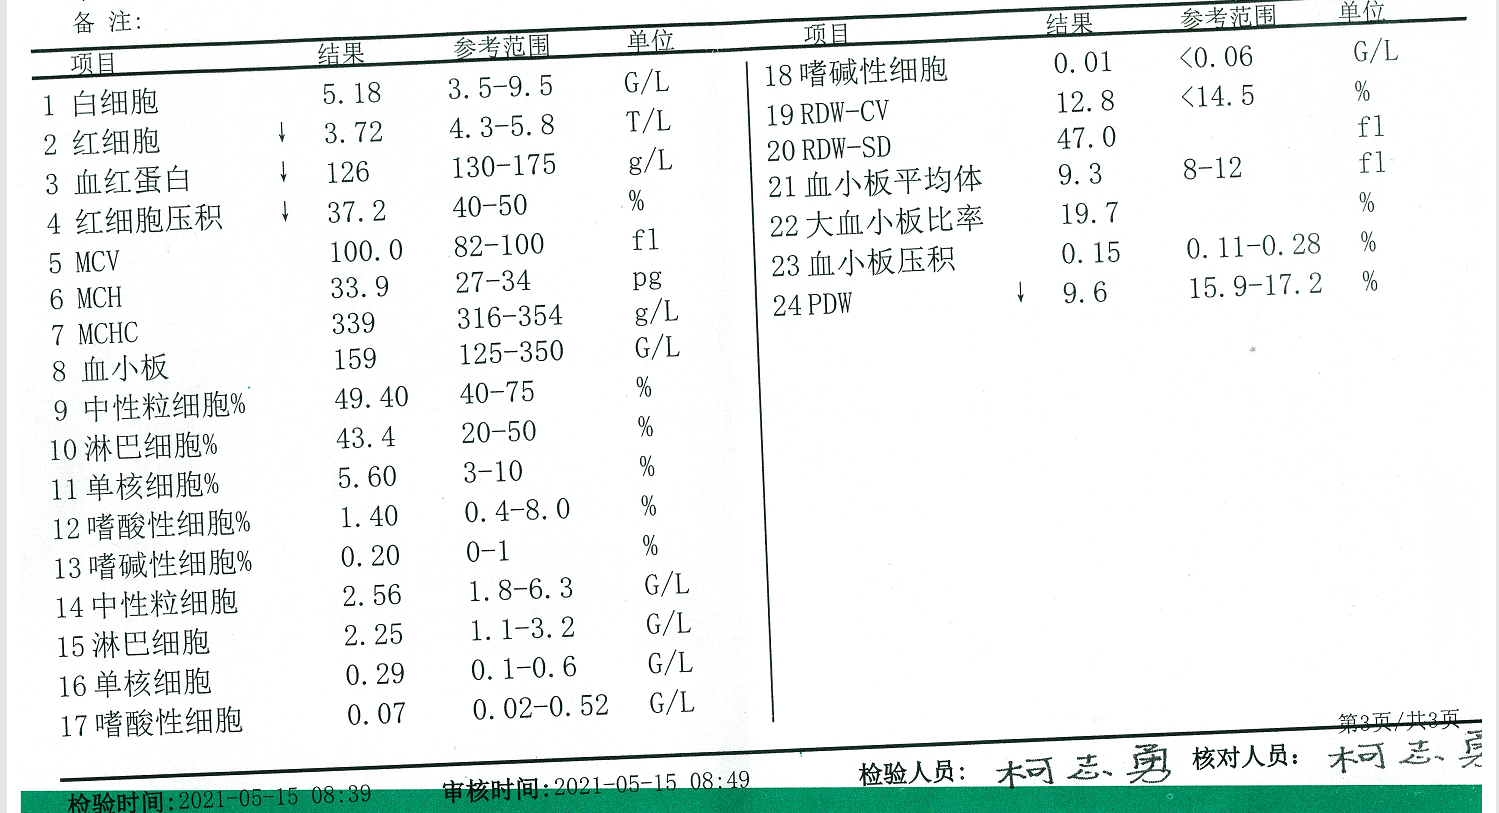 备 注:
项目 结果 参考范围 单位
1 白细胞 5.18 3.5-9.5 G/L
2 红细胞 ↓ 3.72 4.3-5.8 T/L
3 血红蛋白 ↓ 126 130-175 g/L
4 红细胞压积 ↓ 37.2 40-50 %
5 MCV 100.0 82-100 fl
6 MCH 33.9 27-34 pg
7 MCHC 339 316-354 g/L
8 血小板 159 125-350 G/L
9 中性粒细胞% 49.40 40-75 %
10 淋巴细胞% 43.4 20-50 %
11 单核细胞% 5.60 3-10 %
12 嗜酸性细胞% 1.40 0.4-8.0 %
13 嗜碱性细胞% 0.20 0-1 %
14 中性粒细胞 2.56 1.8-6.3 G/L
15 淋巴细胞 2.25 1.1-3.2 G/L
16 单核细胞 0.29 0.1-0.6 G/L
17 嗜酸性细胞 0.07 0.02-0.52 G/L
项目 结果 参考范围 单位
18 嗜碱性细胞 0.01 <0.06 G/L
19 RDW-CV 12.8 <14.5 %
20 RDW-SD 47.0 fl
21 血小板平均体 9.3 8-12 fl
22 大血小板比率 19.7 %
23 血小板压积 0.15 0.11-0.28 %
24 PDW ↓ 9.6 15.9-17.2 %
第3页/共3页
检验时间:2021-05-15 08:39 审核时间:2021-05-15 08:49 检验人员: 柯志勇 核对人员: 柯志勇